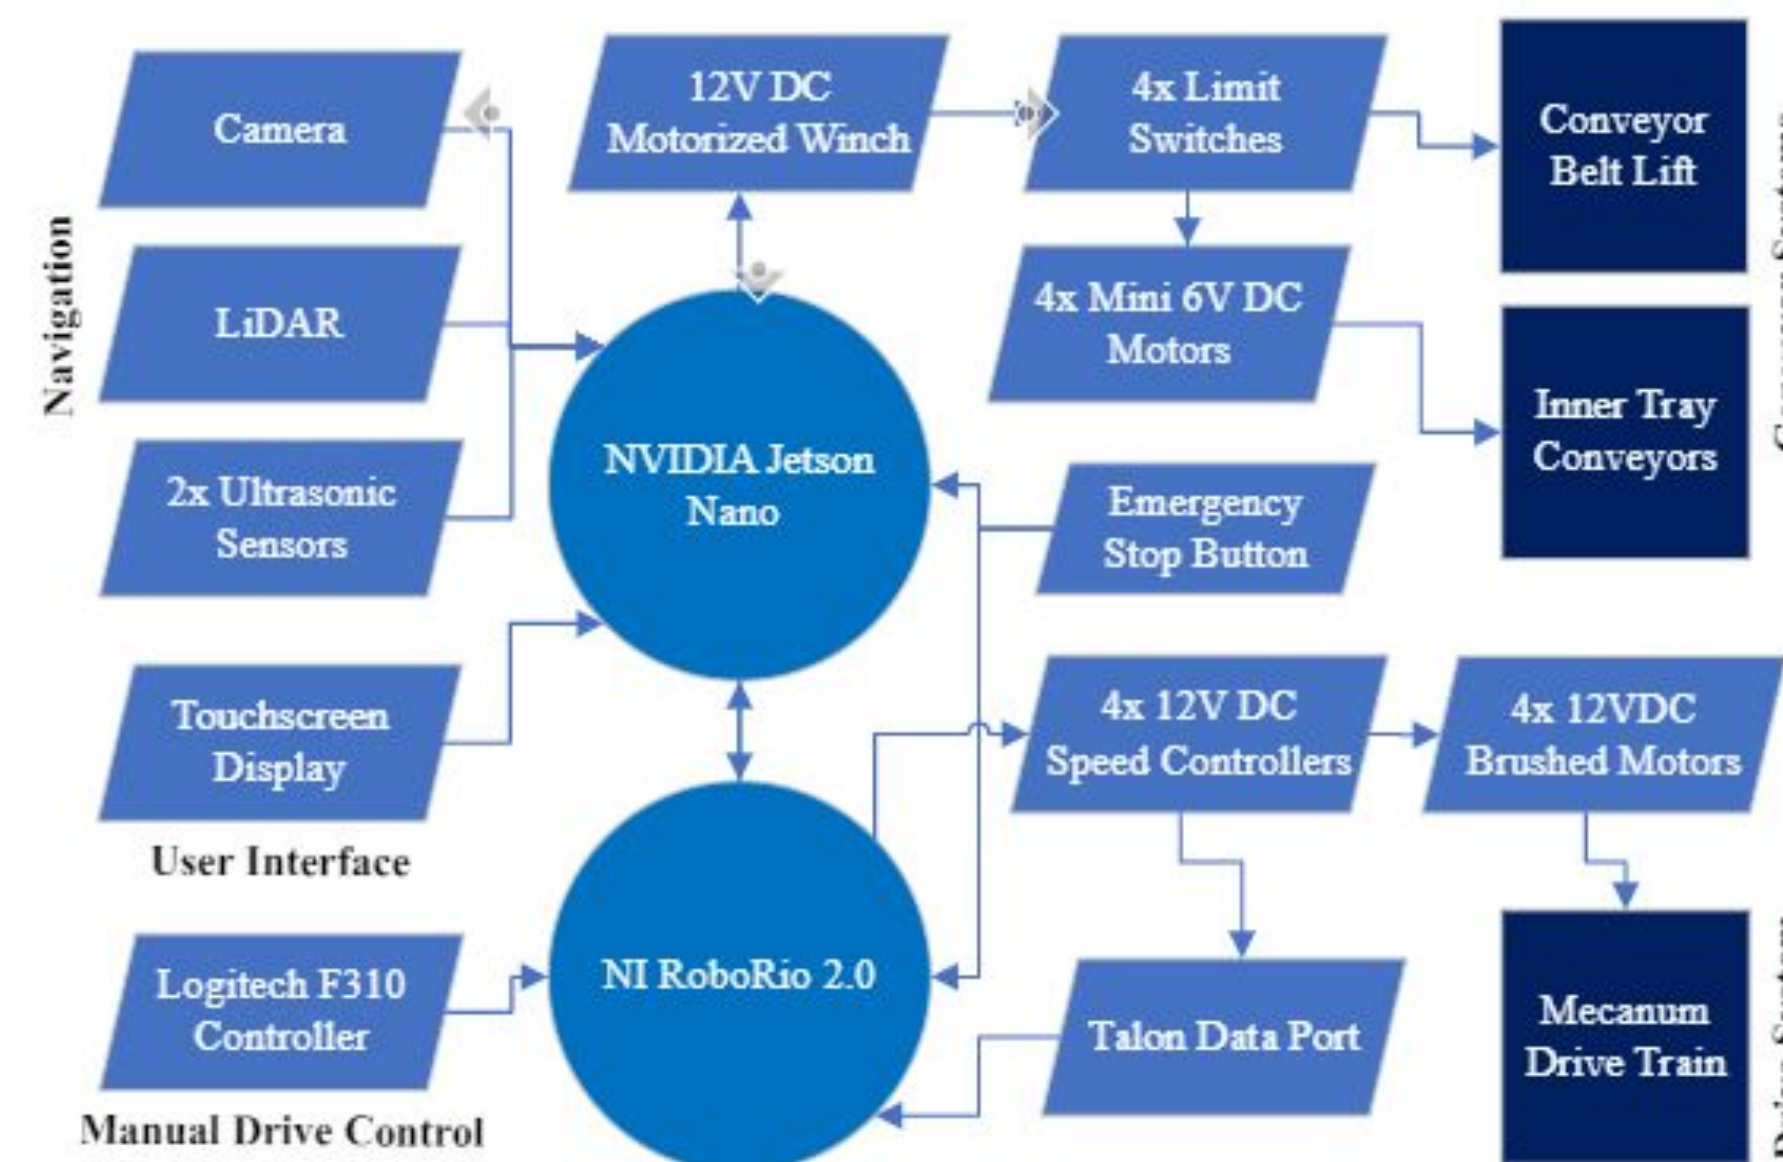 Navigation
Camera
LiDAR
2x Ultrasonic
Sensors
Touchscreen
Display
User Interface
Logitech F310
Controller
Manual Drive Control
12V DC
Motorized Winch
NVIDIA Jetson
Nano
NI RoboRio 2.0
4x Limit
Switches
4x Mini 6V DC
Motors
Emergency
Stop Button
4x 12V DC
Speed Controllers
Talon Data Port
4x 12VDC
Brushed Motors
Conveyor
Belt Lift
Inner Tray
Conveyors
Mecanum
Drive Train